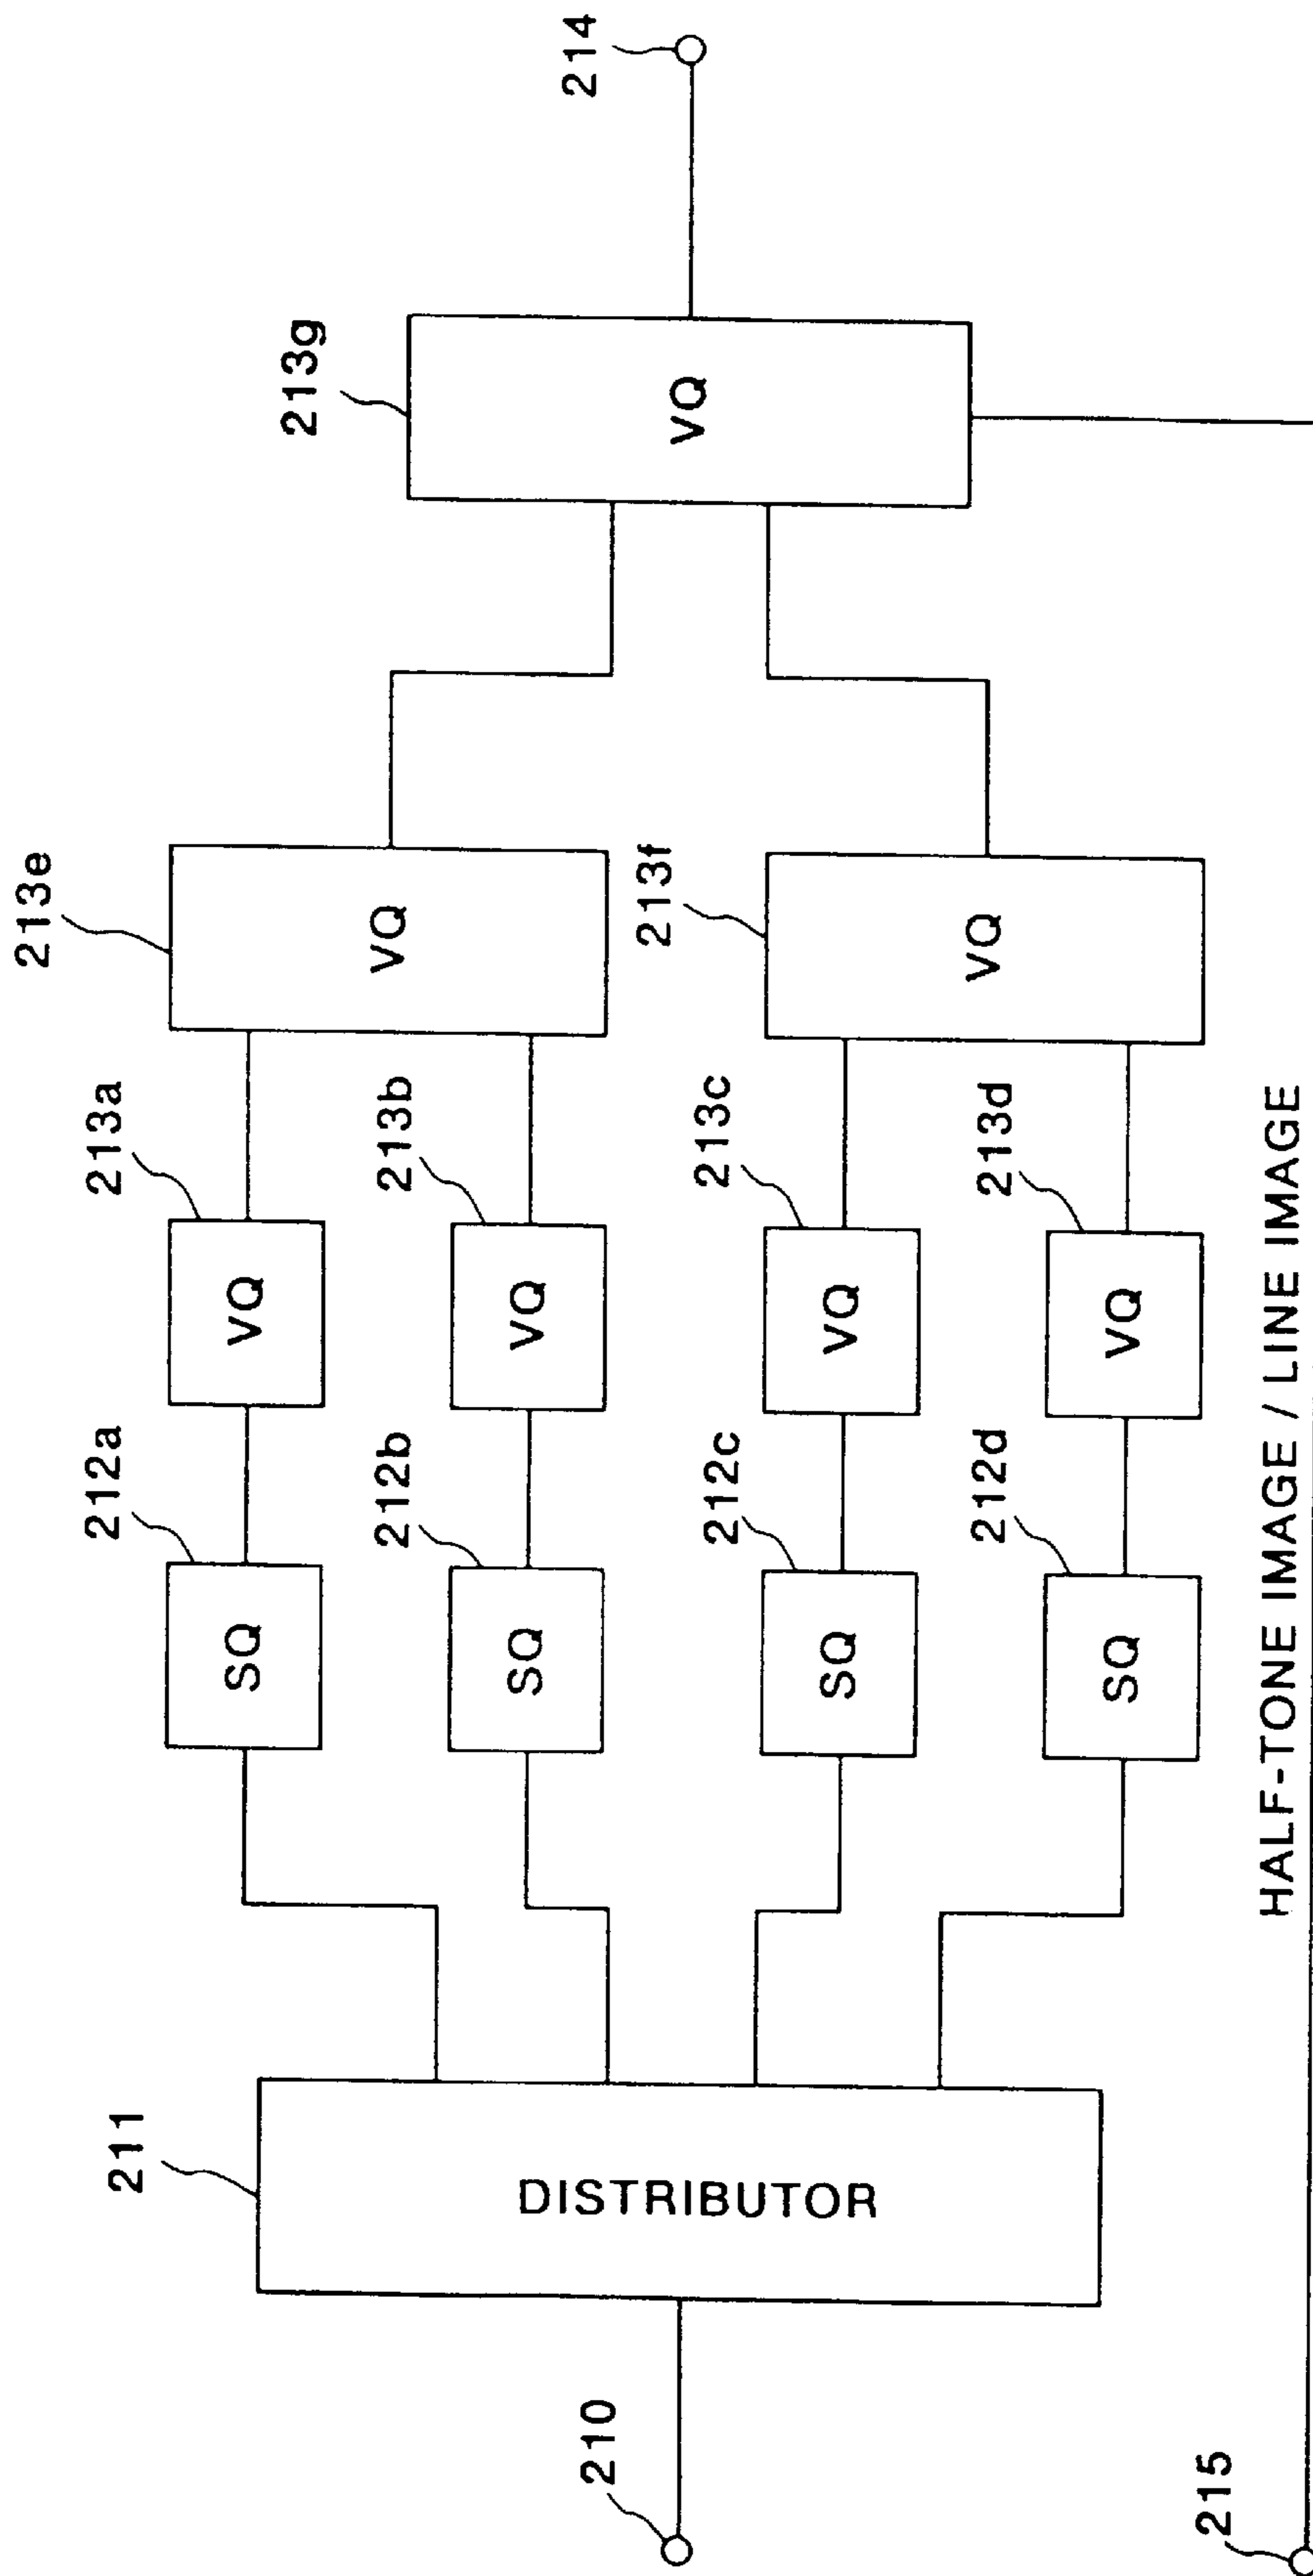 210
211
DISTRIBUTOR
212a
SQ
213a
VQ
212b
SQ
213b
VQ
213e
VQ
212c
SQ
213c
VQ
212d
SQ
213d
VQ
213f
VQ
213g
VQ
214
215
HALF-TONE IMAGE / LINE IMAGE